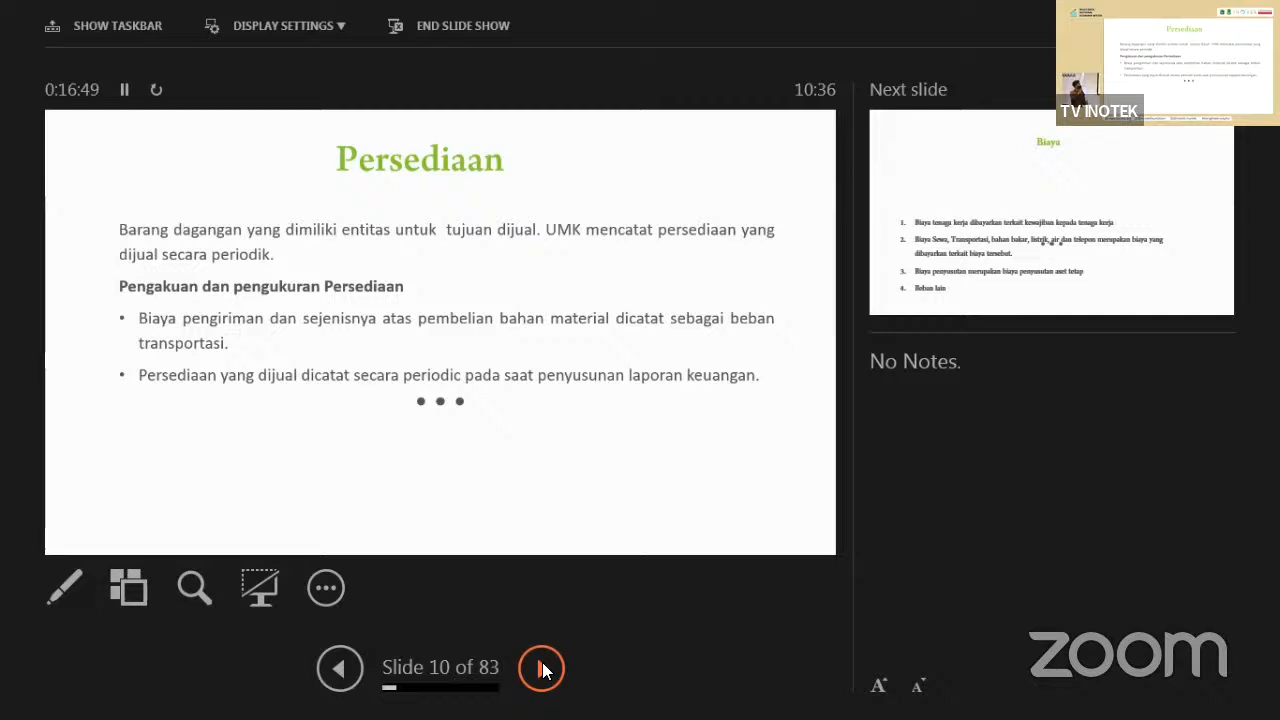 SHOW TASKBAR
DISPLAY SETTINGS ▼
END SLIDE SHOW
0:16:49
10:36
Next slide
Persediaan
TV INOTEK
Persediaan
Barang dagangan yang dimiliki entitas untuk tujuan dijual. UMK mencatat persediaan yang
dijual secara periodik.
Pengakuan dan pengukuran Persediaan
• Biaya pengiriman dan sejenisnya atas pembelian bahan material dicatat sebagai beban
transportasi.
• Persediaan yang dijual dicatat secara periodic pada saat penyusunan laporan keuangan.
Biaya
1. Biaya tenaga kerja dibayarkan terkait kewajiban kepada tenaga kerja
2. Biaya Sewa, Transportasi, bahan bakar, listrik, air dan telepon merupakan biaya yang
dibayarkan terkait biaya tersebut.
3. Biaya penyusutan merupakan biaya penyusutan aset tetap
4. Beban lain
No Notes.
Slide 10 of 83
A A
zoom